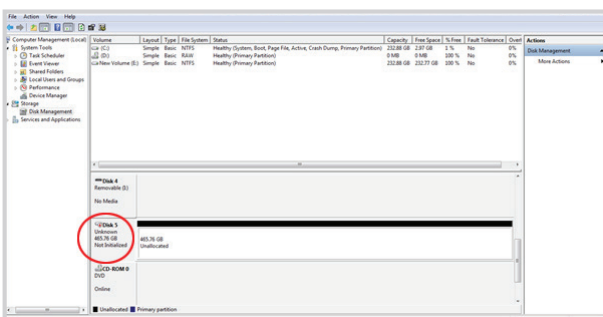 File Action View Help
Computer Management (Local)
System Tools
Task Scheduler
Event Viewer
Shared Folders
Local Users and Groups
Performance
Device Manager
Storage
Disk Management
Services and Applications
Volume Layout Type File System Status Capacity Free Space % Free Fault Tolerance Overl
(C:) Simple Basic NTFS Healthy (System, Boot, Page File, Active, Crash Dump, Primary Partition) 232.88 GB 2.97 GB 1 % No 0%
(D:) Simple Basic RAW Healthy (Primary Partition) 0 MB 0 MB 100 % No 0%
New Volume (E:) Simple Basic NTFS Healthy (Primary Partition) 232.88 GB 232.77 GB 100 % No 0%
Actions
Disk Management
More Actions
Disk 4
Removable
No Media
Disk 5
Unknown
465.76 GB
Not Initialized
465.76 GB
Unallocated
CD-ROM 0
DVD
Online
Unallocated Primary partition